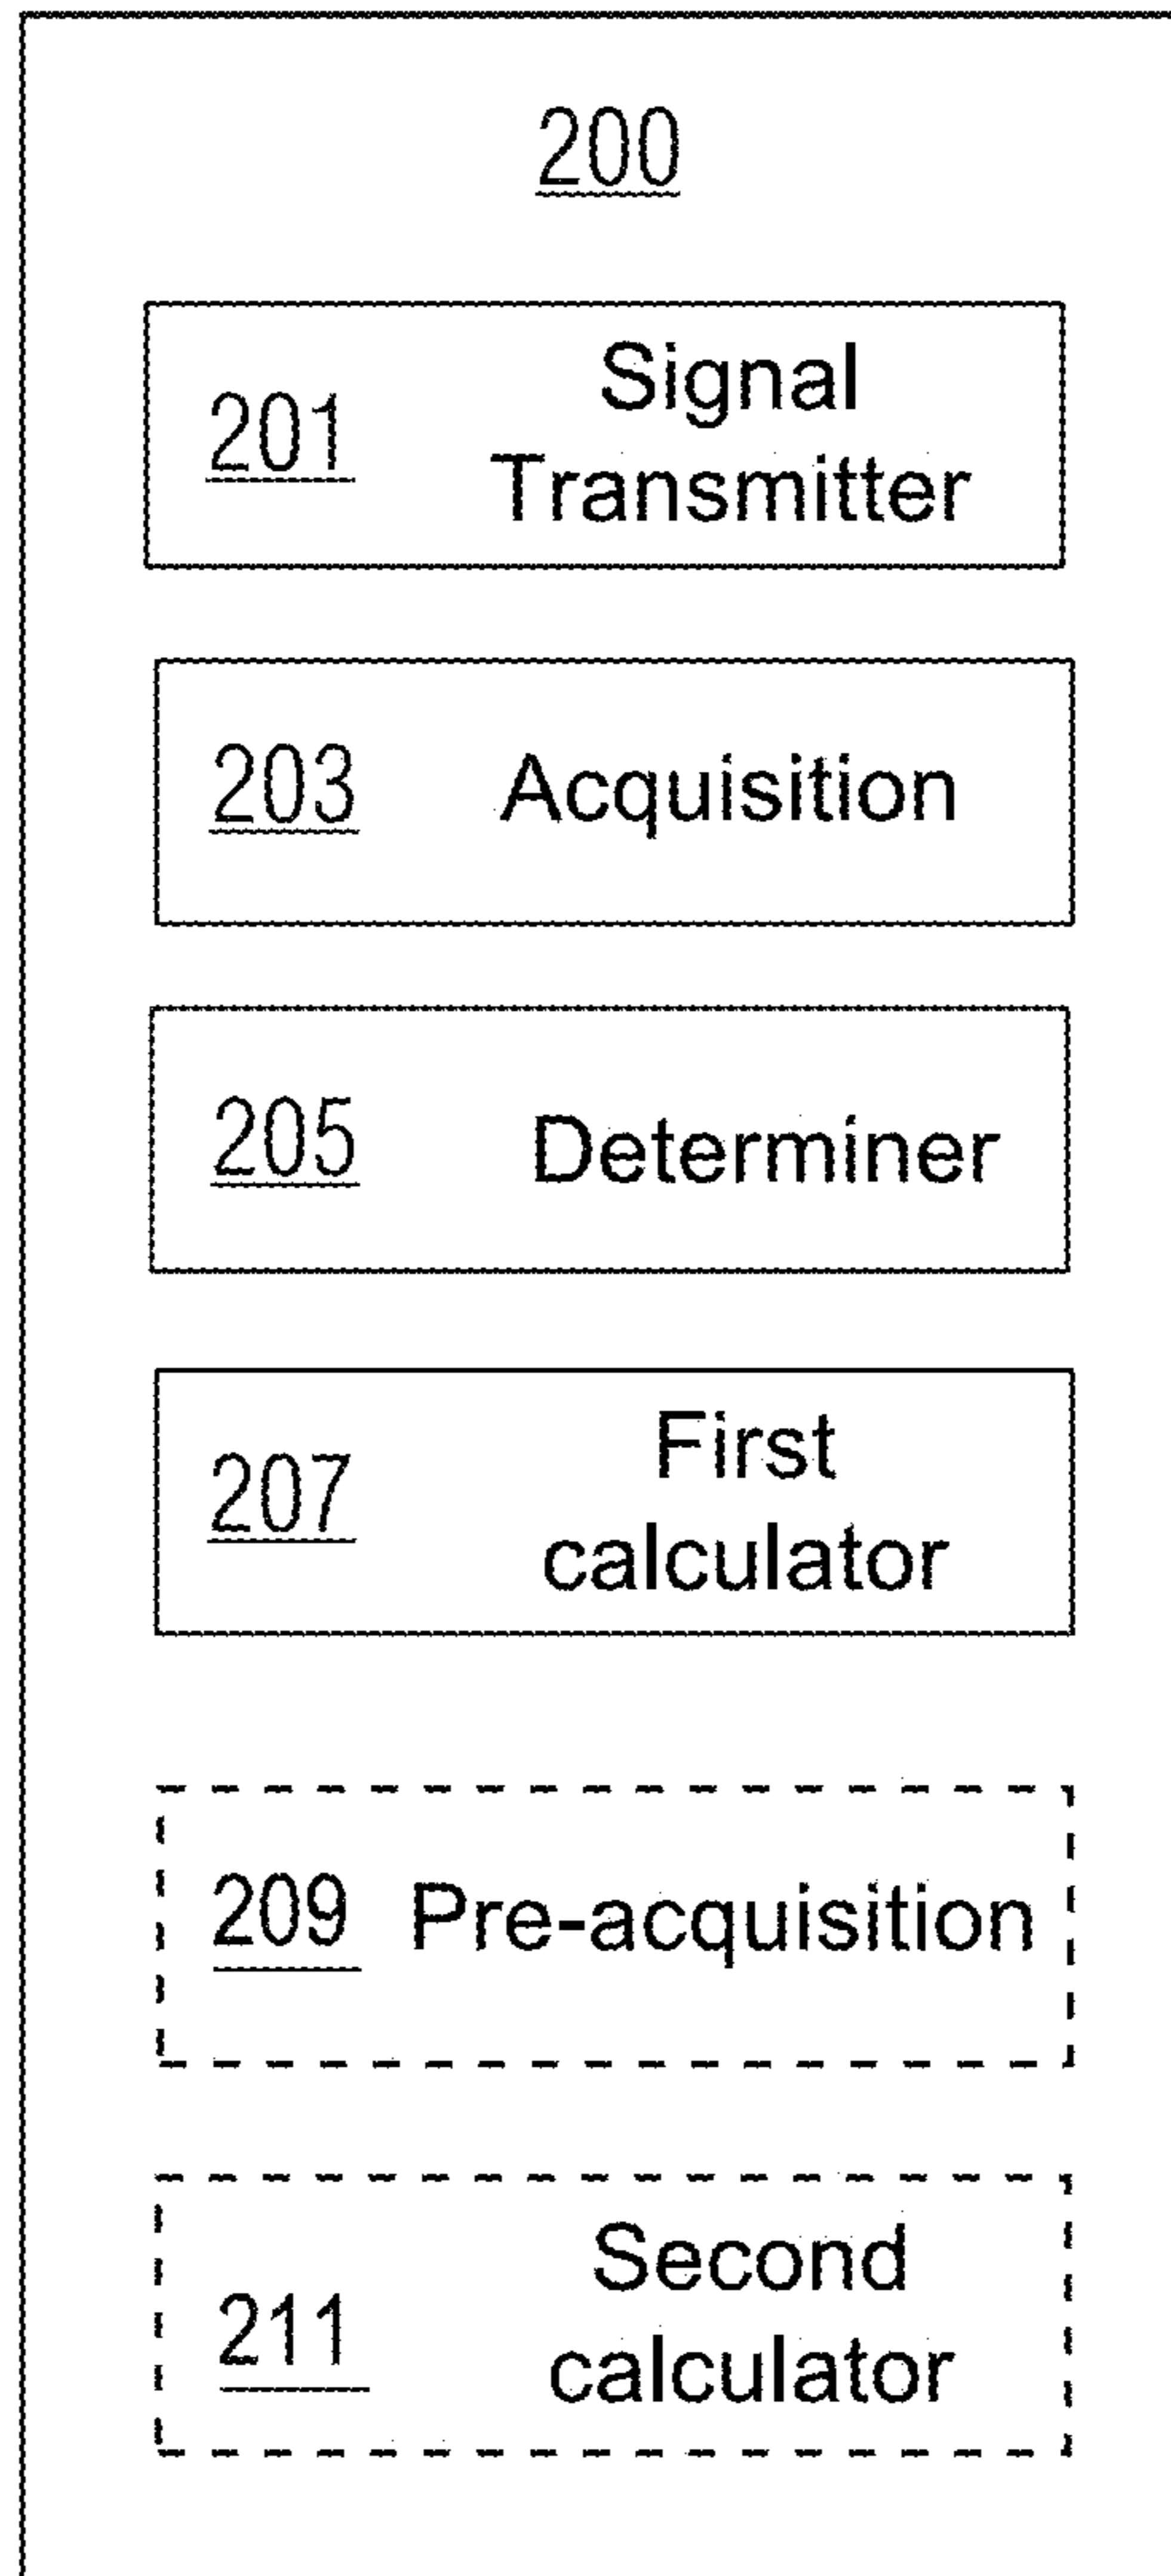 200
201 Signal
Transmitter
203 Acquisition
205 Determiner
207 First
calculator
209 Pre-acquisition
211 Second
calculator